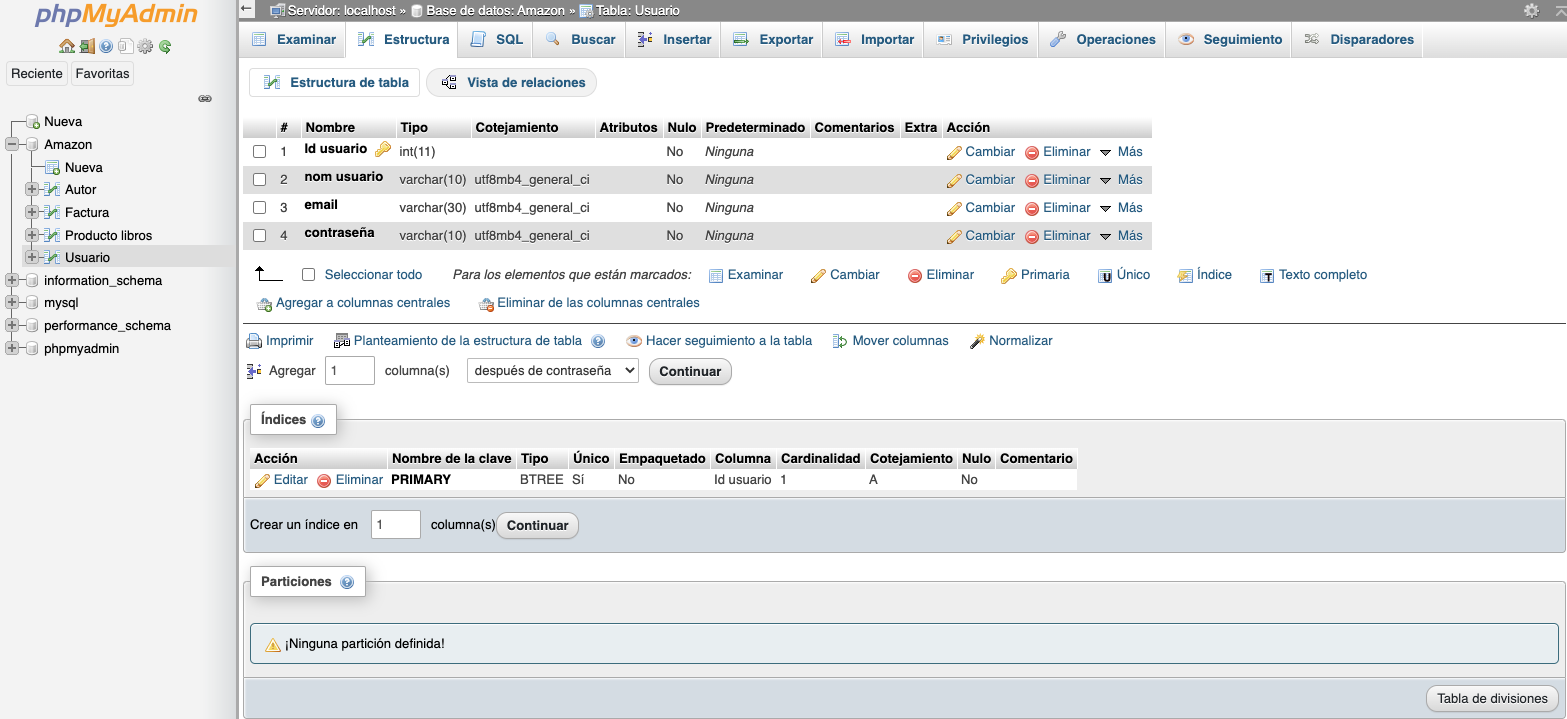 phpMyAdmin
Reciente Favoritas
Nueva
Amazon
Nueva
Autor
Factura
Producto libros
Usuario
information_schema
mysql
performance_schema
phpmyadmin
Servidor: localhost » Base de datos: Amazon » Tabla: Usuario
Examinar Estructura SQL Buscar Insertar Exportar Importar Privilegios Operaciones Seguimiento Disparadores
Estructura de tabla Vista de relaciones
# Nombre Tipo Cotejamiento Atributos Nulo Predeterminado Comentarios Extra Acción
1 Id usuario int(11) No Ninguna Cambiar Eliminar Más
2 nom usuario varchar(10) utf8mb4_general_ci No Ninguna Cambiar Eliminar Más
3 email varchar(30) utf8mb4_general_ci No Ninguna Cambiar Eliminar Más
4 contraseña varchar(10) utf8mb4_general_ci No Ninguna Cambiar Eliminar Más
Seleccionar todo Para los elementos que están marcados: Examinar Cambiar Eliminar Primaria Único Índice Texto completo
Agregar a columnas centrales Eliminar de las columnas centrales
Imprimir Planteamiento de la estructura de tabla Hacer seguimiento a la tabla Mover columnas Normalizar
Agregar 1 columna(s) después de contraseña Continuar
Índices
Acción Nombre de la clave Tipo Único Empaquetado Columna Cardinalidad Cotejamiento Nulo Comentario
Editar Eliminar PRIMARY BTREE Sí No Id usuario 1 A No
Crear un índice en 1 columna(s) Continuar
Particiones
¡Ninguna partición definida!
Tabla de divisiones